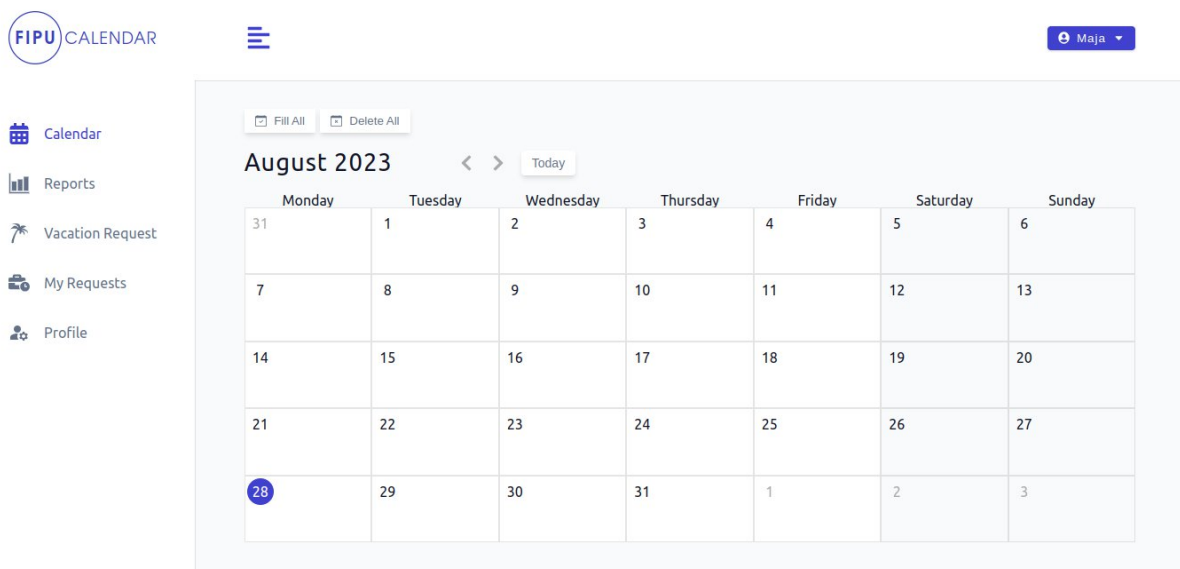 FIPU CALENDAR
Maja
Calendar
Reports
Vacation Request
My Requests
Profile
Fill All Delete All
August 2023 Today
Monday Tuesday Wednesday Thursday Friday Saturday Sunday
31 1 2 3 4 5 6
7 8 9 10 11 12 13
14 15 16 17 18 19 20
21 22 23 24 25 26 27
28 29 30 31 1 2 3